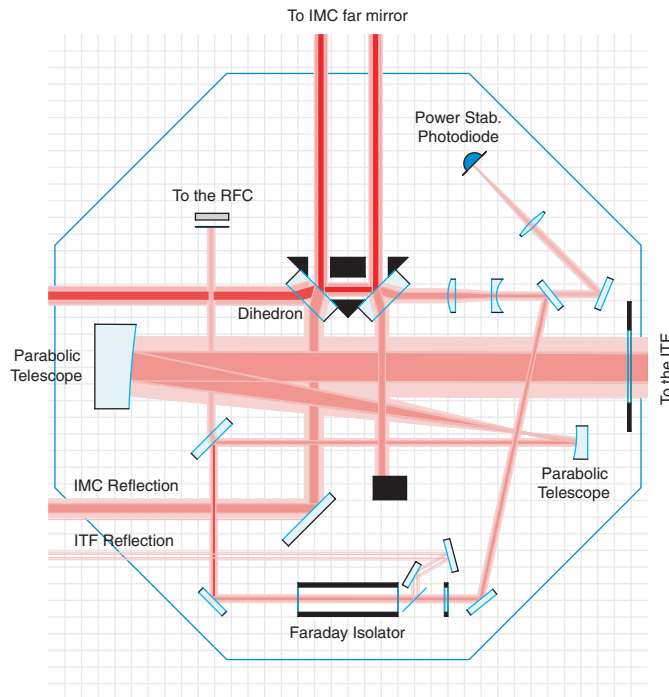 To IMC far mirror
Power Stab.
Photodiode
To the RFC
Dihedron
Parabolic
Telescope
To the ITF
Parabolic
Telescope
IMC Reflection
ITF Reflection
Faraday Isolator